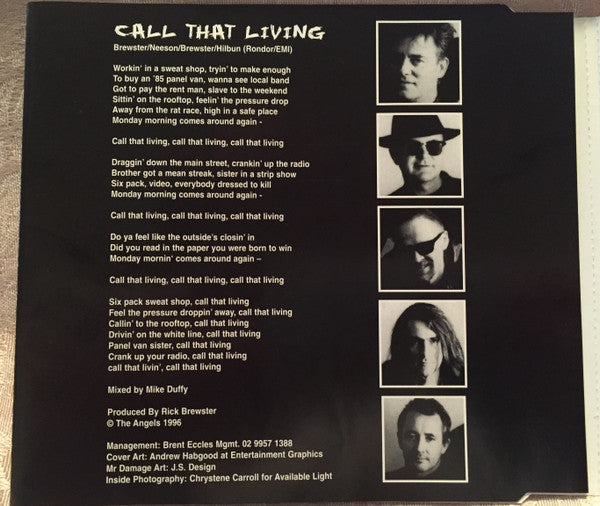 CALL THAT LIVING
Brewster/Neeson/Brewster/Hilbun (Rondor/EMI)
Workin' in a sweat shop, tryin' to make enough
To buy an '85 panel van, wanna see local band
Got to pay the rent man, slave to the weekend
Sittin' on the rooftop, feelin' the pressure drop
Away from the rat race, high in a safe place
Monday morning comes around again -
Call that living, call that living, call that living
Draggin' down the main street, crankin' up the radio
Brother got a mean streak, sister in a strip show
Six pack, video, everybody dressed to kill
Monday morning comes around again -
Call that living, call that living, call that living
Do ya feel like the outside's closin' in
Did you read in the paper you were born to win
Monday mornin' comes around again –
Call that living, call that living, call that living
Six pack sweat shop, call that living
Feel the pressure droppin' away, call that living
Callin' to the rooftop, call that living
Drivin' on the white line, call that living
Panel van sister, call that living
Crank up your radio, call that living
call that livin', call that living
Mixed by Mike Duffy
Produced By Rick Brewster
© The Angels 1996
Management: Brent Eccles Mgmt. 02 9957 1388
Cover Art: Andrew Habgood at Entertainment Graphics
Mr Damage Art: J.S. Design
Inside Photography: Chrystene Carroll for Available Light